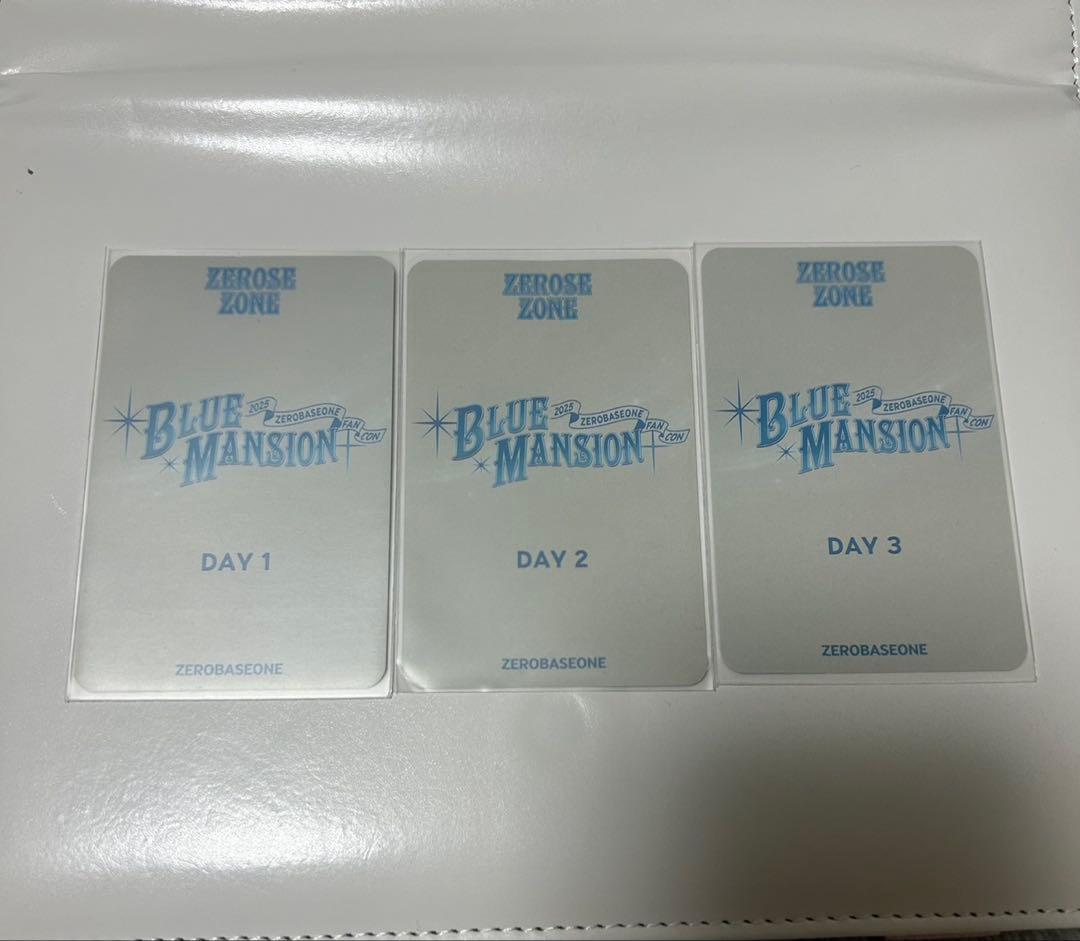 ZEROSE
ZONE
BLUE
MANSION
2025
ZEROBASEONE
FAN
CON
DAY 1
ZEROBASEONE
ZEROSE
ZONE
BLUE
MANSION
2025
ZEROBASEONE
FAN
CON
DAY 2
ZEROBASEONE
ZEROSE
ZONE
BLUE
MANSION
2025
ZEROBASEONE
FAN
CON
DAY 3
ZEROBASEONE